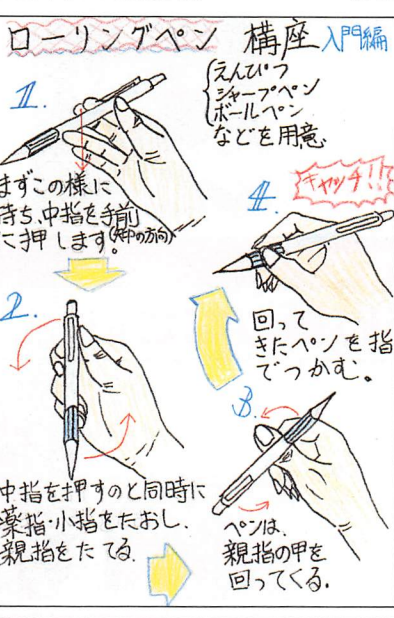 ローリングペン 講座 入門編
えんぴつ
シャープペン
ボールペン
などを用意
1.
まずこの様に
持ち、中指を手前
に押します。(矢印の方向)
2.
中指を押すのと同時に
薬指・小指をたおし、
親指をたてる。
3.
ペンは、
親指の甲を
回ってくる。
4.
キャッチ!!
回って
きたペンを指
でつかむ。